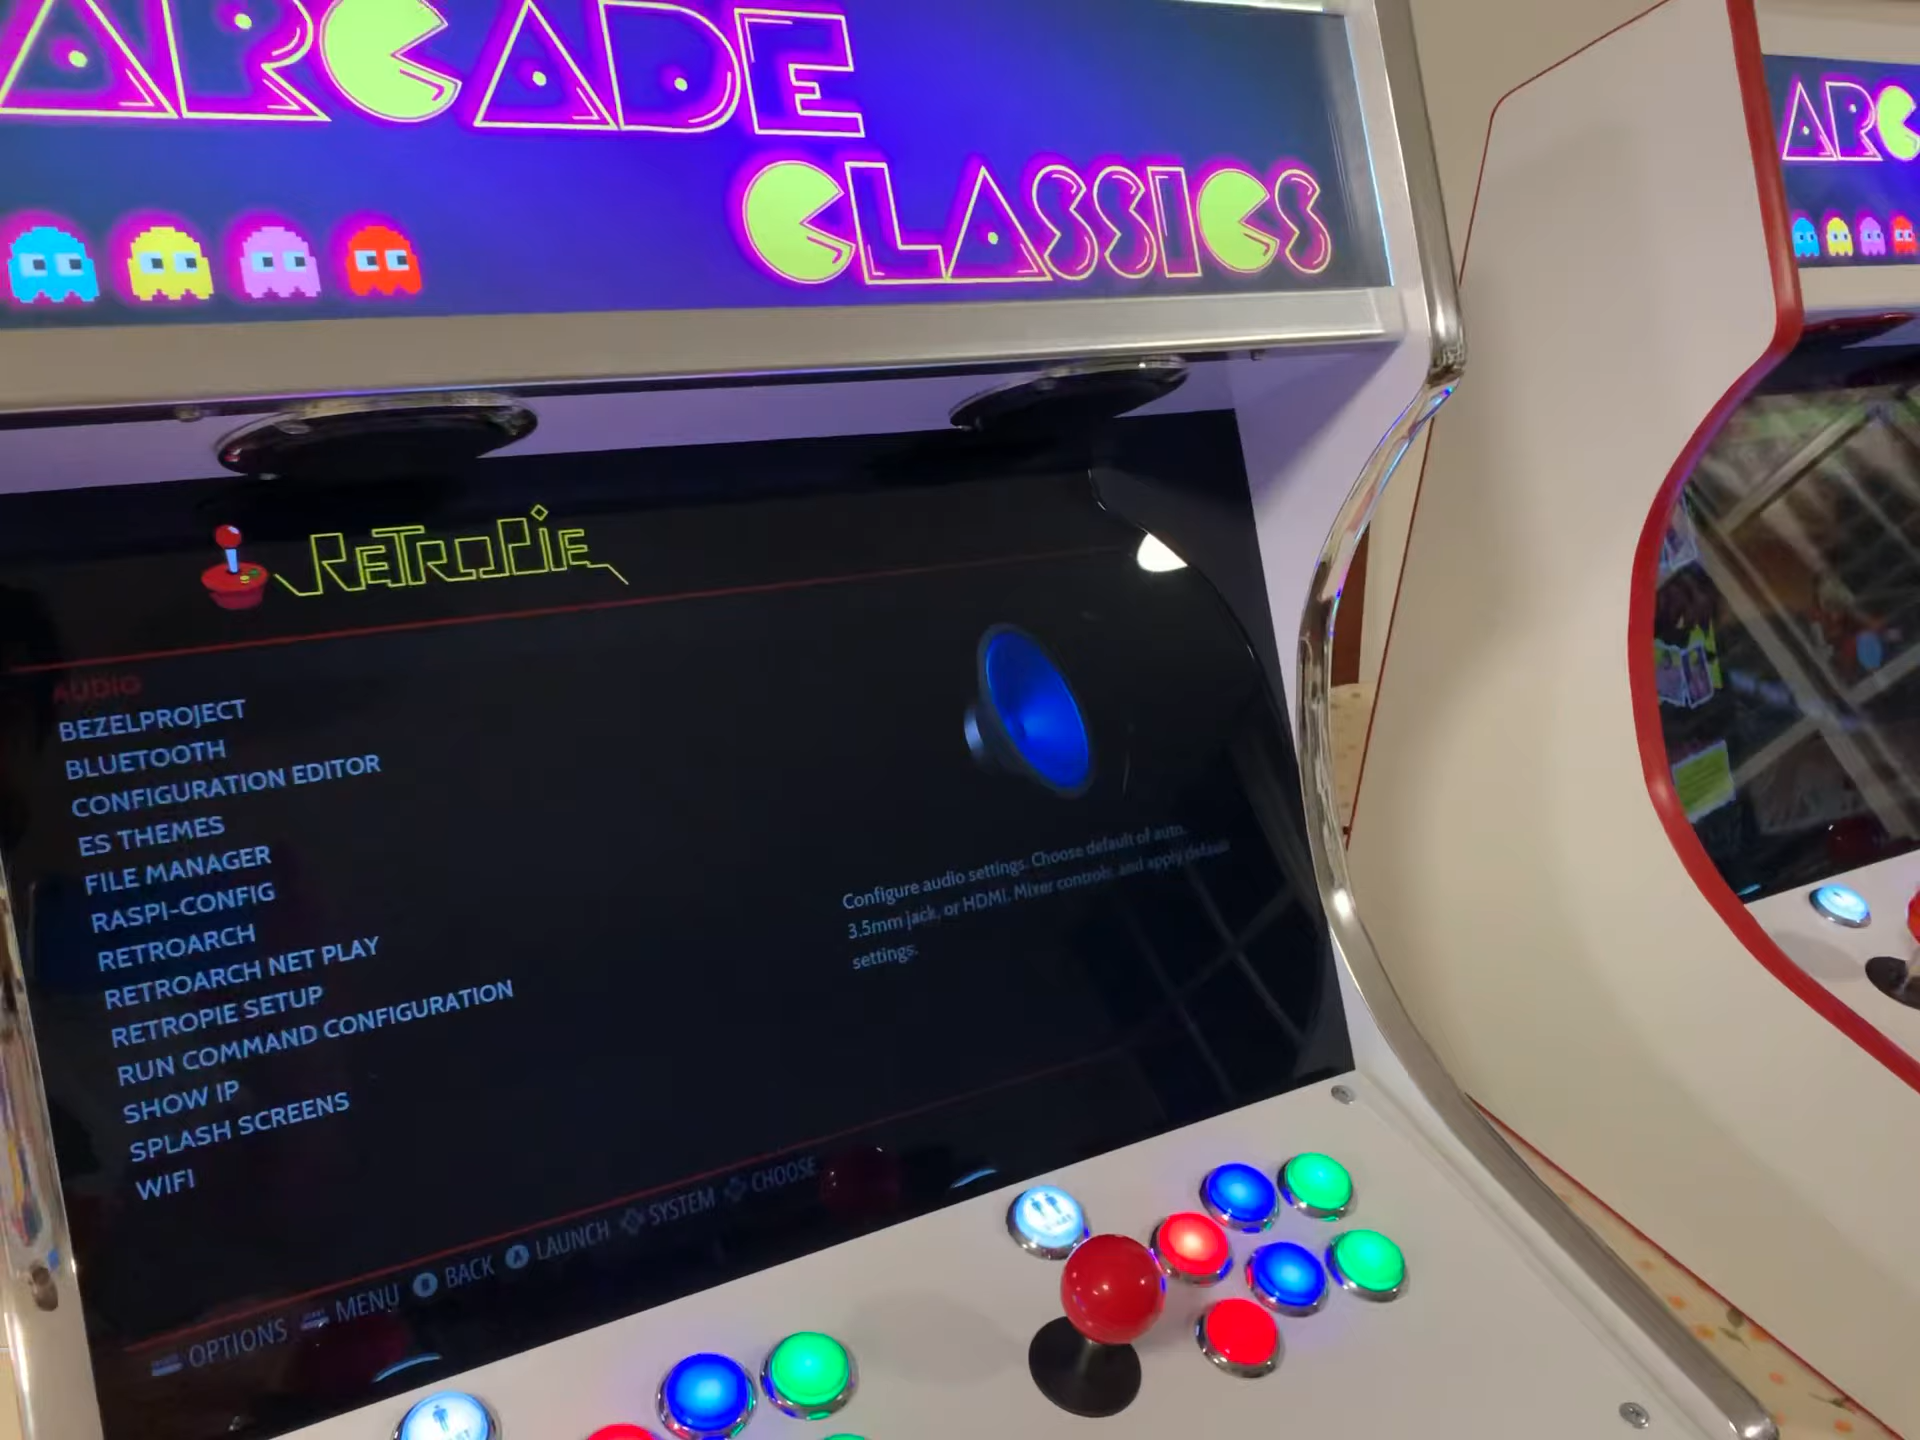 ARCADE
CLASSICS
ARC
RETROPIE
AUDIO
BEZELPROJECT
BLUETOOTH
CONFIGURATION EDITOR
ES THEMES
FILE MANAGER
RASPI-CONFIG
RETROARCH
RETROARCH NET PLAY
RETROPIE SETUP
RUN COMMAND CONFIGURATION
SHOW IP
SPLASH SCREENS
WIFI
Configure audio settings. Choose default of auto,
3.5mm jack, or HDMI. Mixer controls, and apply default
settings.
OPTIONS MENU B BACK A LAUNCH SYSTEM CHOOSE
START